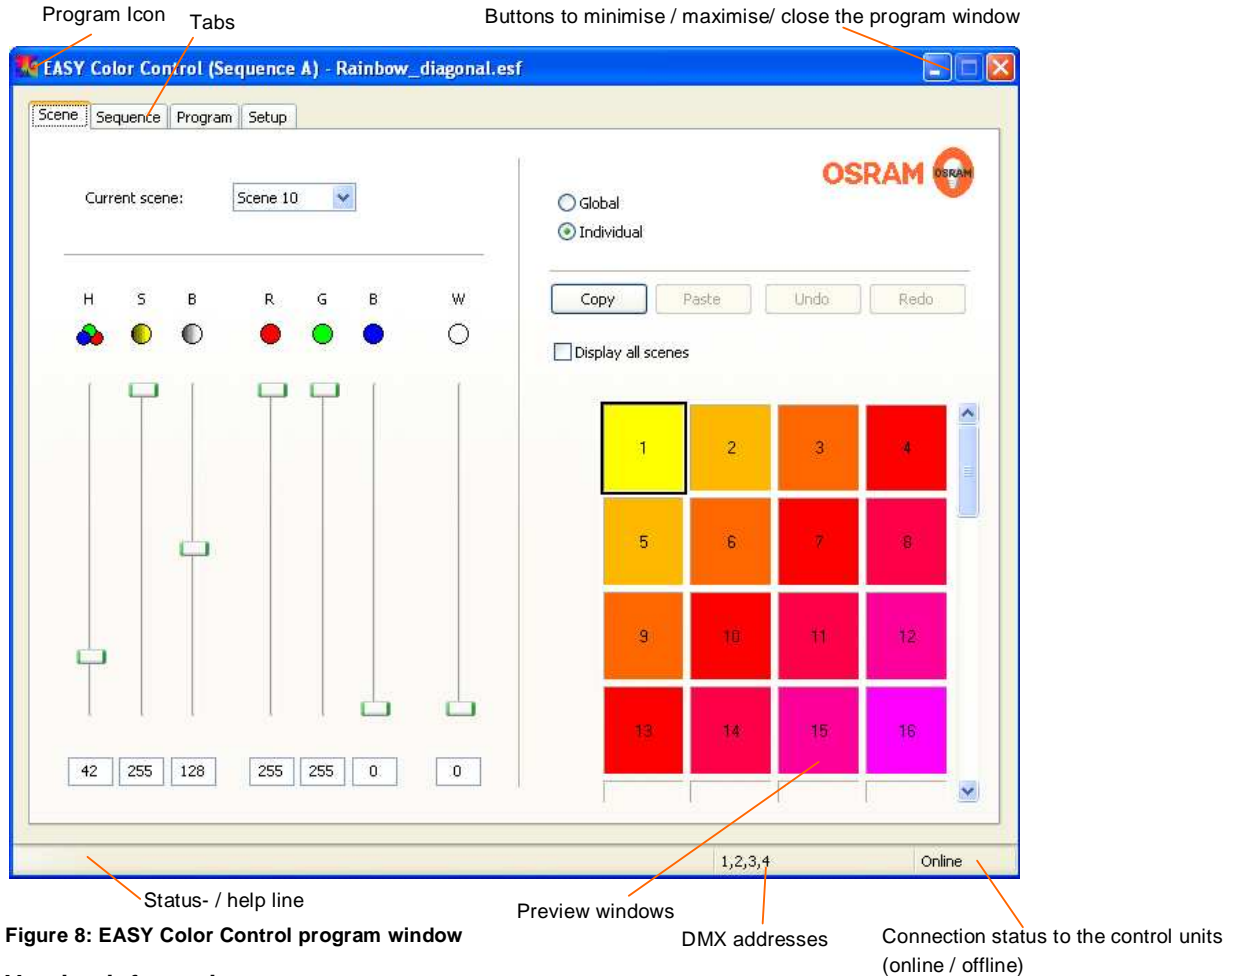 Program Icon
Tabs
Buttons to minimise / maximise/ close the program window
EASY Color Control (Sequence A) - Rainbow_diagonal.esf
Scene Sequence Program Setup
OSRAM OSRAM
Current scene: Scene 10
Global
Individual
H S B R G B W
Copy Paste Undo Redo
Display all scenes
1 2 3 4
5 6 7 8
9 10 11 12
13 14 15 16
42 255 128 255 255 0 0
1,2,3,4 Online
Status- / help line
Preview windows
Figure 8: EASY Color Control program window
DMX addresses
Connection status to the control units
(online / offline)